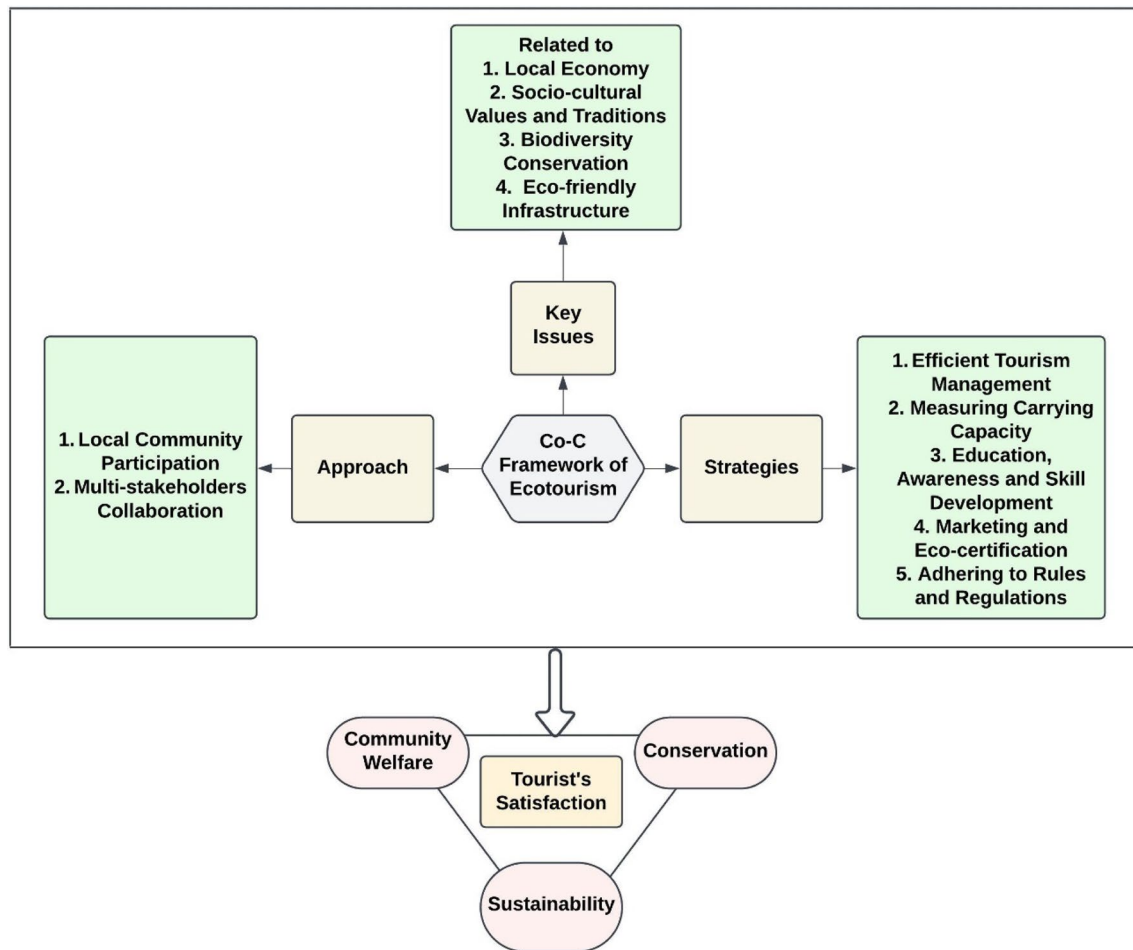 Related to
1. Local Economy
2. Socio-cultural
Values and Traditions
3. Biodiversity
Conservation
4. Eco-friendly
Infrastructure
Key
Issues
1. Local Community
Participation
2. Multi-stakeholders
Collaboration
Approach
Co-C
Framework of
Ecotourism
Strategies
1. Efficient Tourism
Management
2. Measuring Carrying
Capacity
3. Education,
Awareness and Skill
Development
4. Marketing and
Eco-certification
5. Adhering to Rules
and Regulations
Community
Welfare
Tourist's
Satisfaction
Conservation
Sustainability